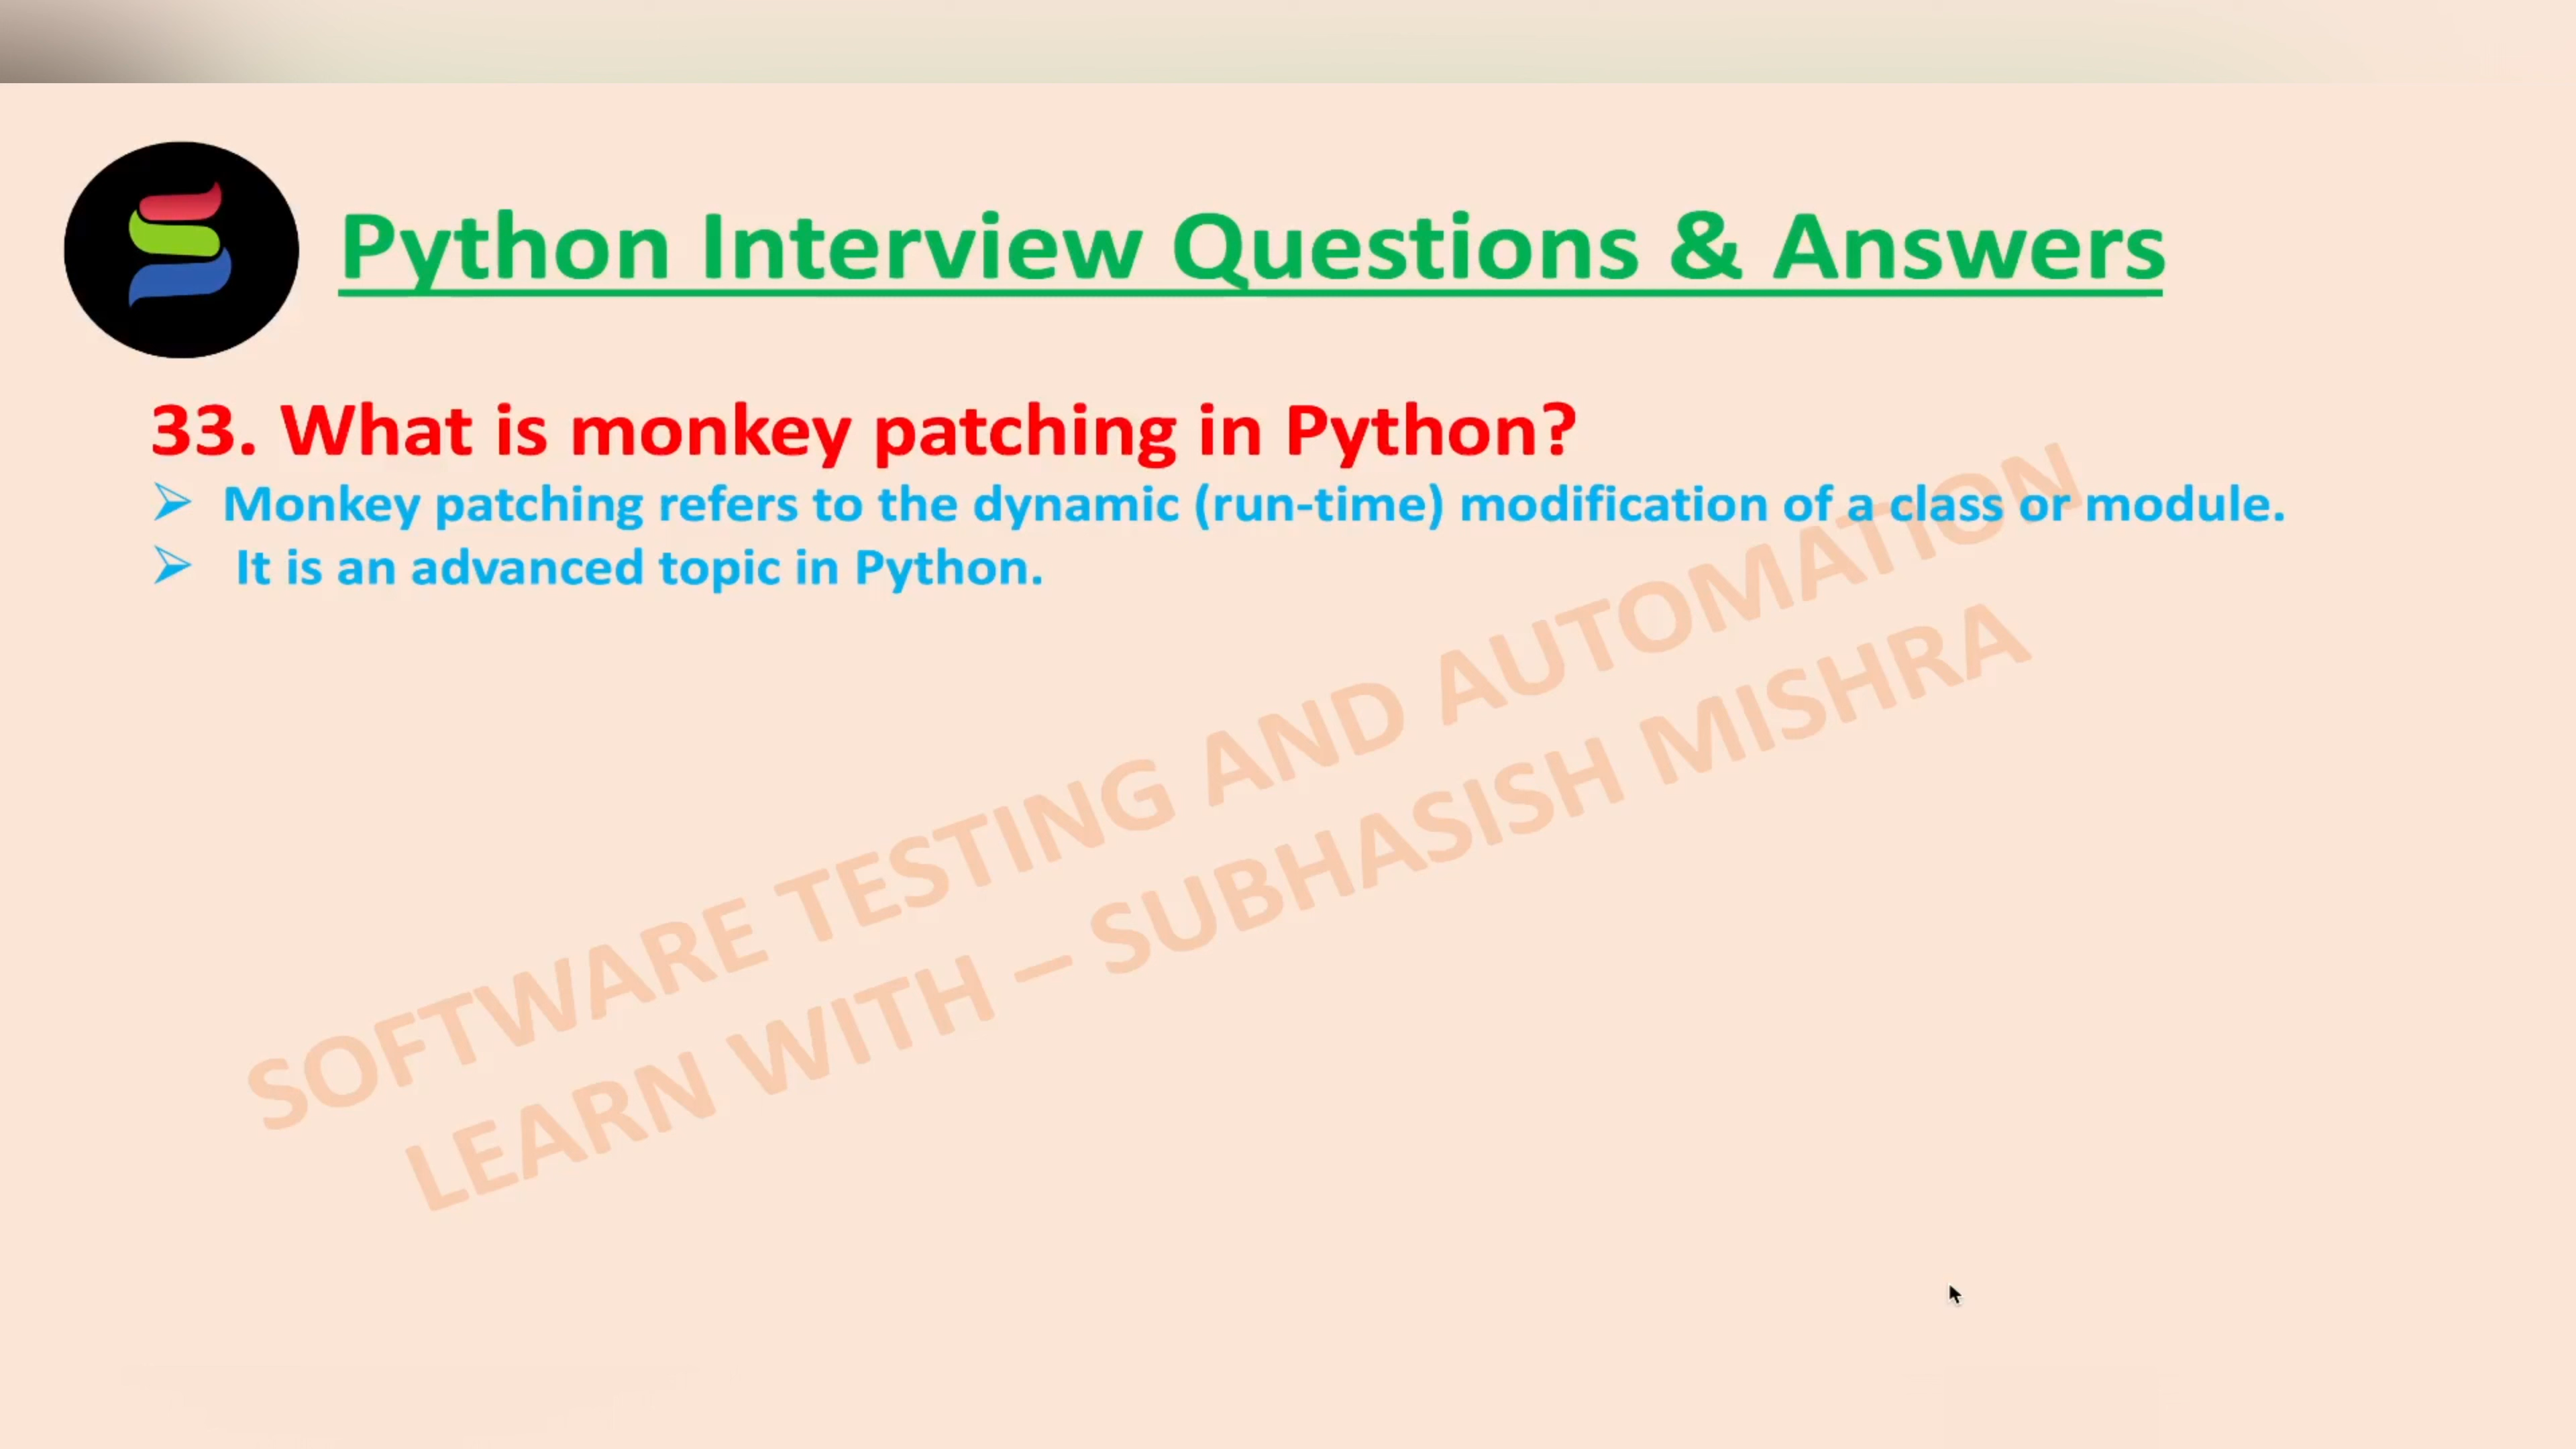 Python Interview Questions & Answers
33. What is monkey patching in Python?
Monkey patching refers to the dynamic (run-time) modification of a class or module.
It is an advanced topic in Python.
SOFTWARE TESTING AND AUTOMATION
LEARN WITH – SUBHASISH MISHRA